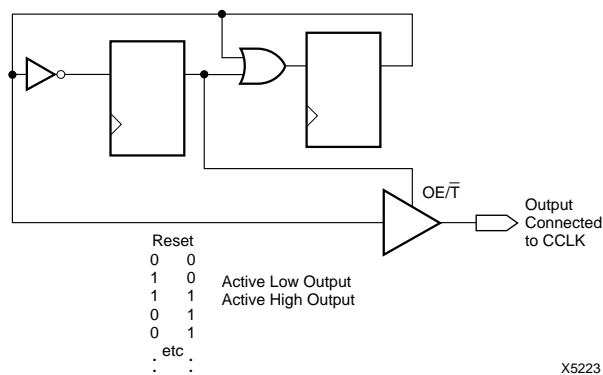 OE/T̅
Output
Connected
to CCLK
Reset
0 0
1 0
1 1
0 0
0 1
etc
. .
. .
Active Low Output
Active High Output
X5223